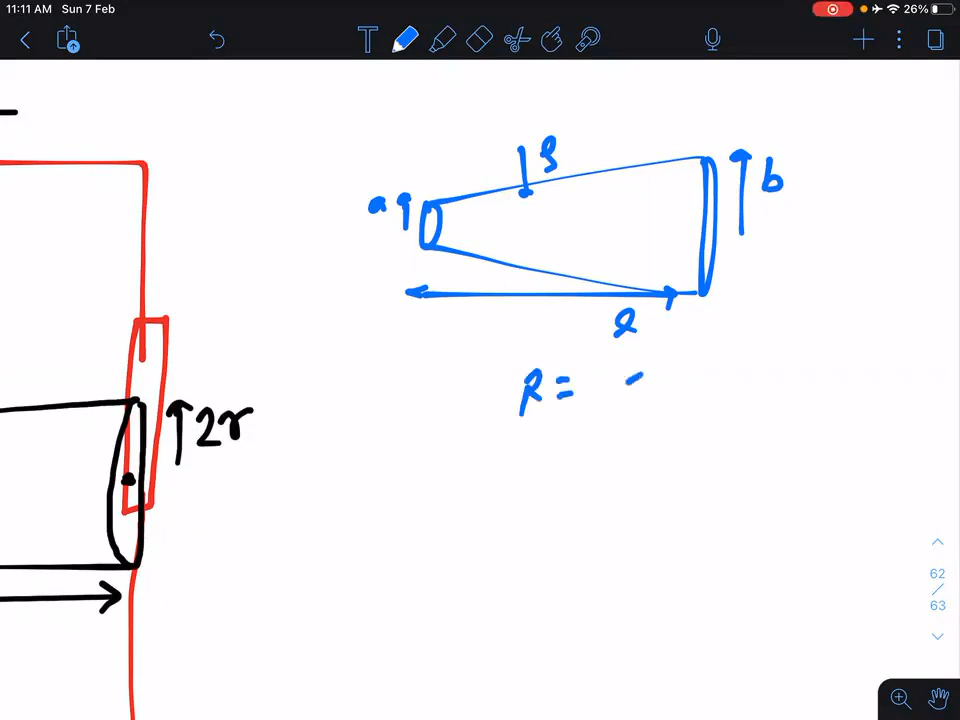 11:11 AM Sun 7 Feb
26%
T
ρ
a
b
l
R =
2r
62
/
63